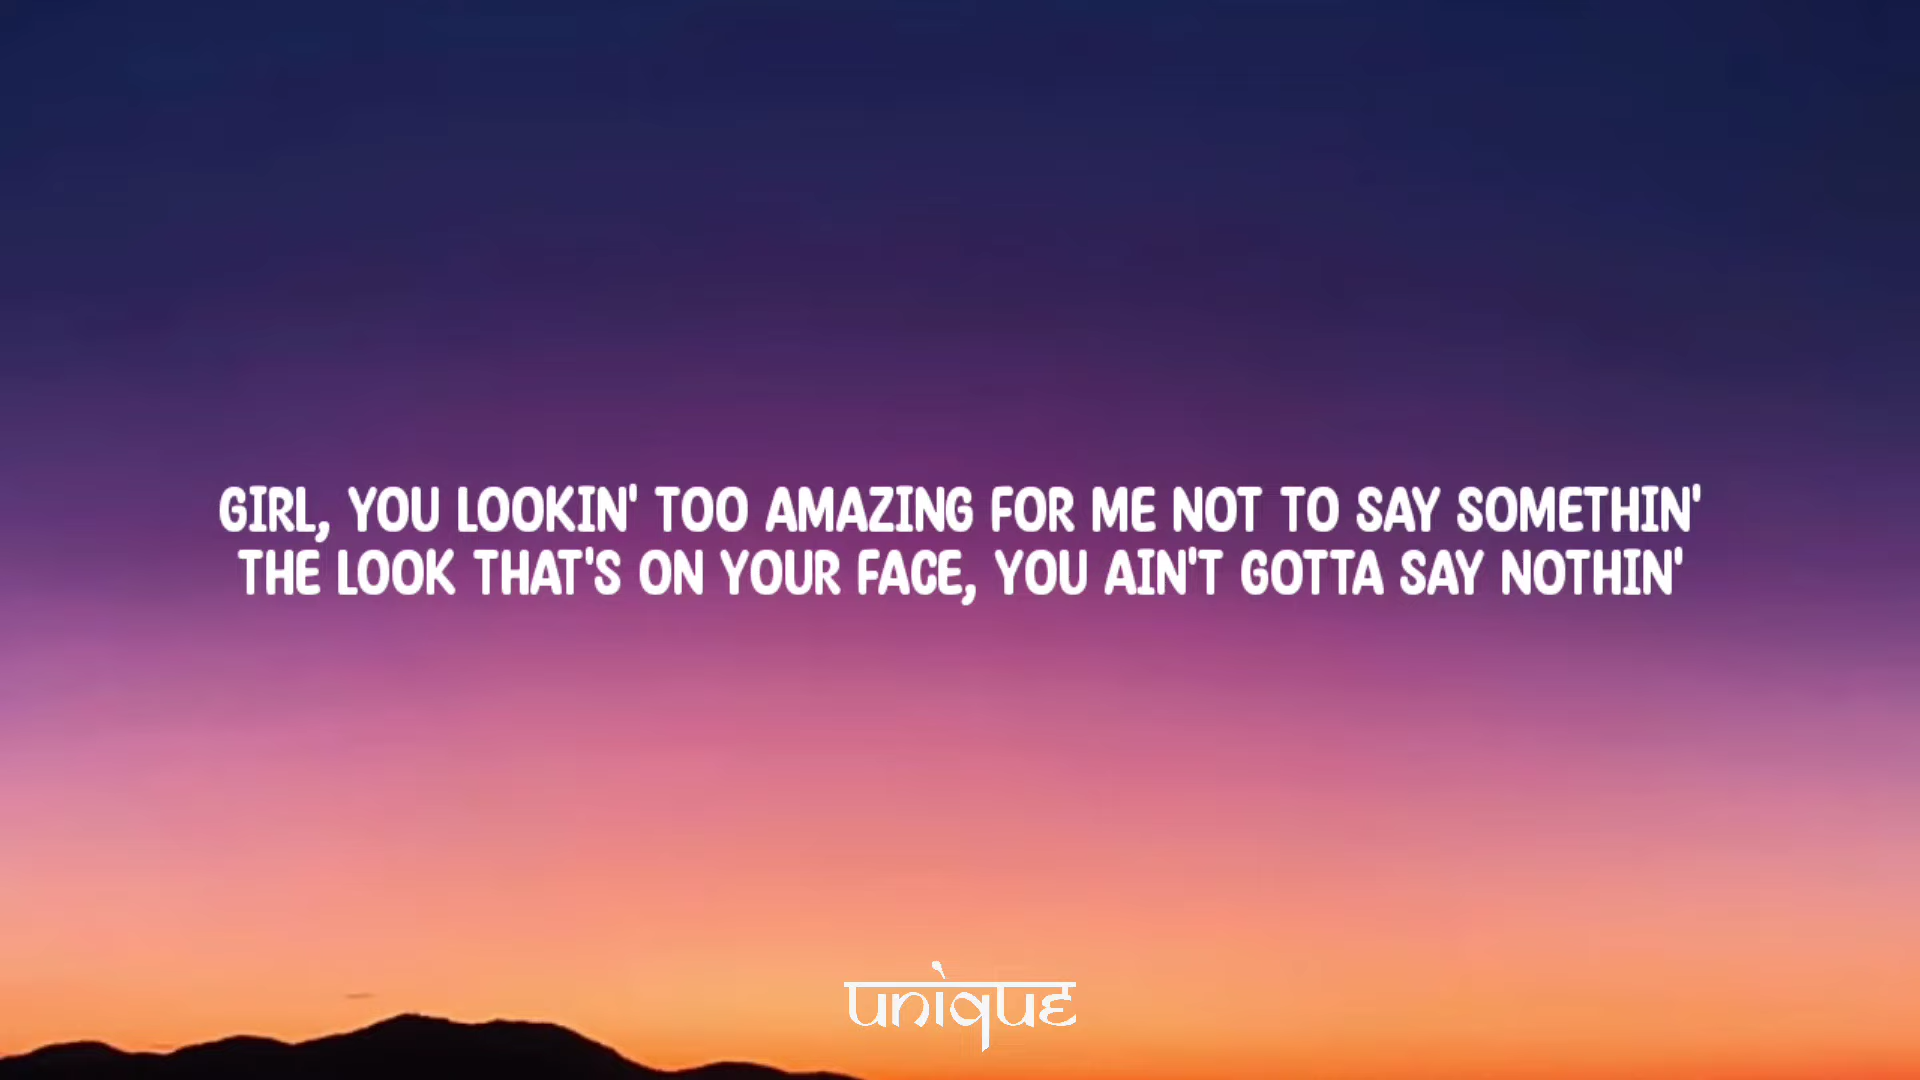 GIRL, YOU LOOKIN' TOO AMAZING FOR ME NOT TO SAY SOMETHIN'
THE LOOK THAT'S ON YOUR FACE, YOU AIN'T GOTTA SAY NOTHIN'
unique